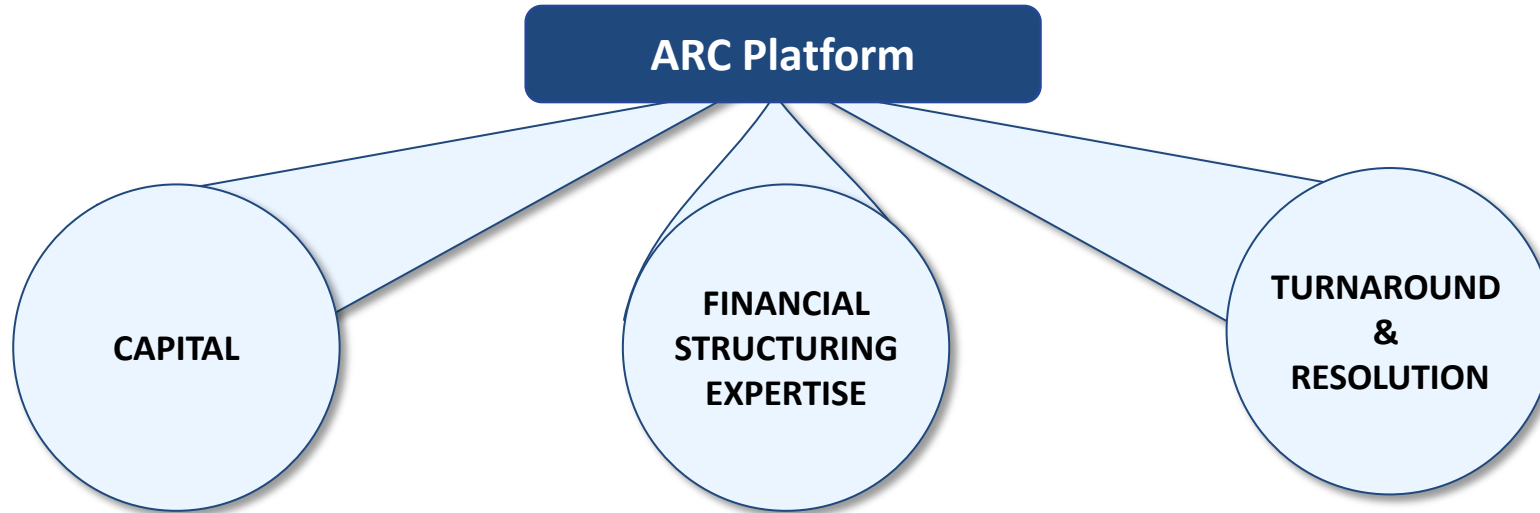 ARC Platform
CAPITAL
FINANCIAL
STRUCTURING
EXPERTISE
TURNAROUND
&
RESOLUTION